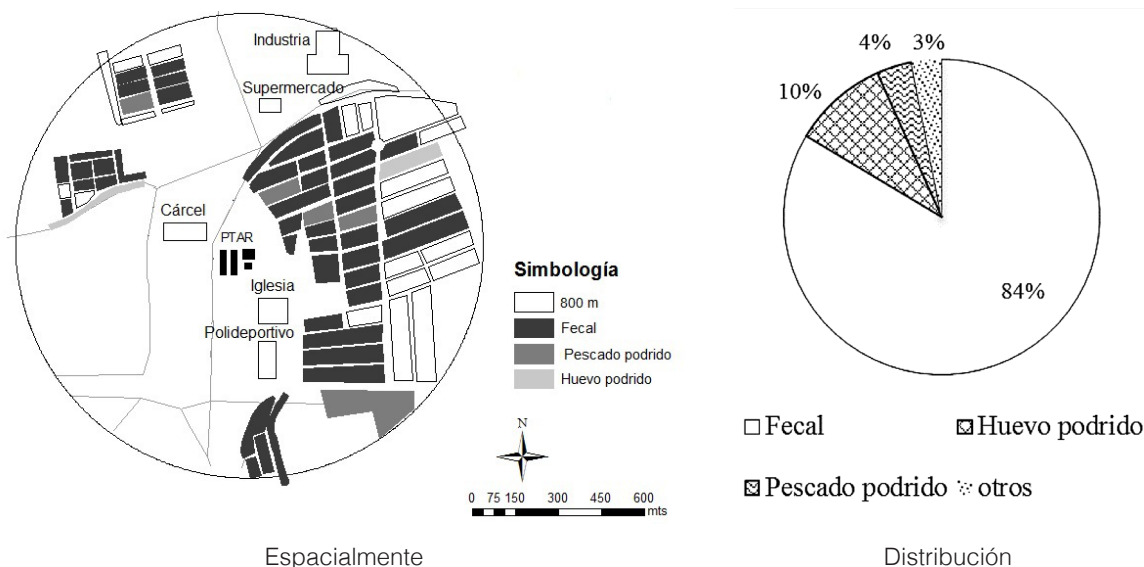 Industria
Supermercado
Cárcel
PTAR
Iglesia
Polideportivo
Simbología
800 m
Fecal
Pescado podrido
Huevo podrido
N
0 75 150 300 450 600
mts
Espacialmente
4% 3%
10%
84%
Fecal Huevo podrido
Pescado podrido otros
Distribución